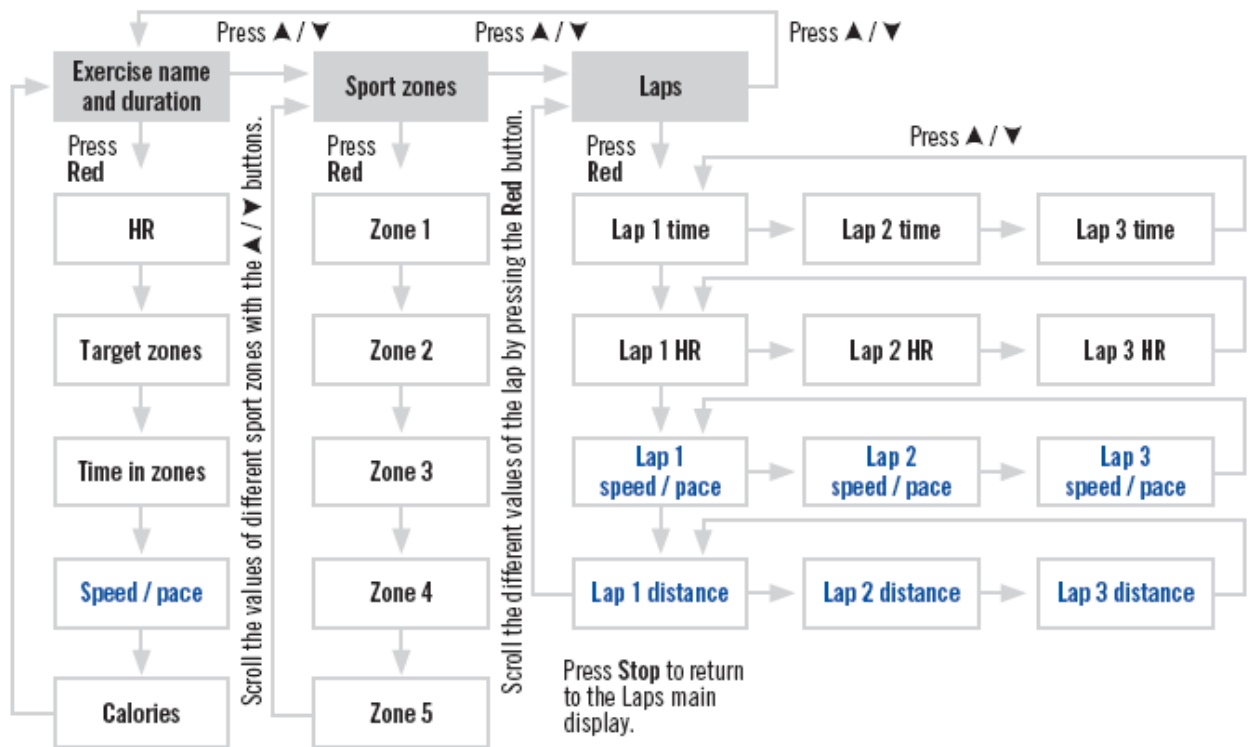 Press ▲ / ▼
Press ▲ / ▼
Press ▲ / ▼
Exercise name
and duration
Sport zones
Laps
Press
Red
Press
Red
Press
Red
Press ▲ / ▼
HR
Target zones
Time in zones
Speed / pace
Calories
Scroll the values of different sport zones with the ▲ / ▼ buttons.
Zone 1
Zone 2
Zone 3
Zone 4
Zone 5
Scroll the different values of the lap by pressing the Red button.
Lap 1 time
Lap 2 time
Lap 3 time
Lap 1 HR
Lap 2 HR
Lap 3 HR
Lap 1
speed / pace
Lap 2
speed / pace
Lap 3
speed / pace
Lap 1 distance
Lap 2 distance
Lap 3 distance
Press Stop to return
to the Laps main
display.